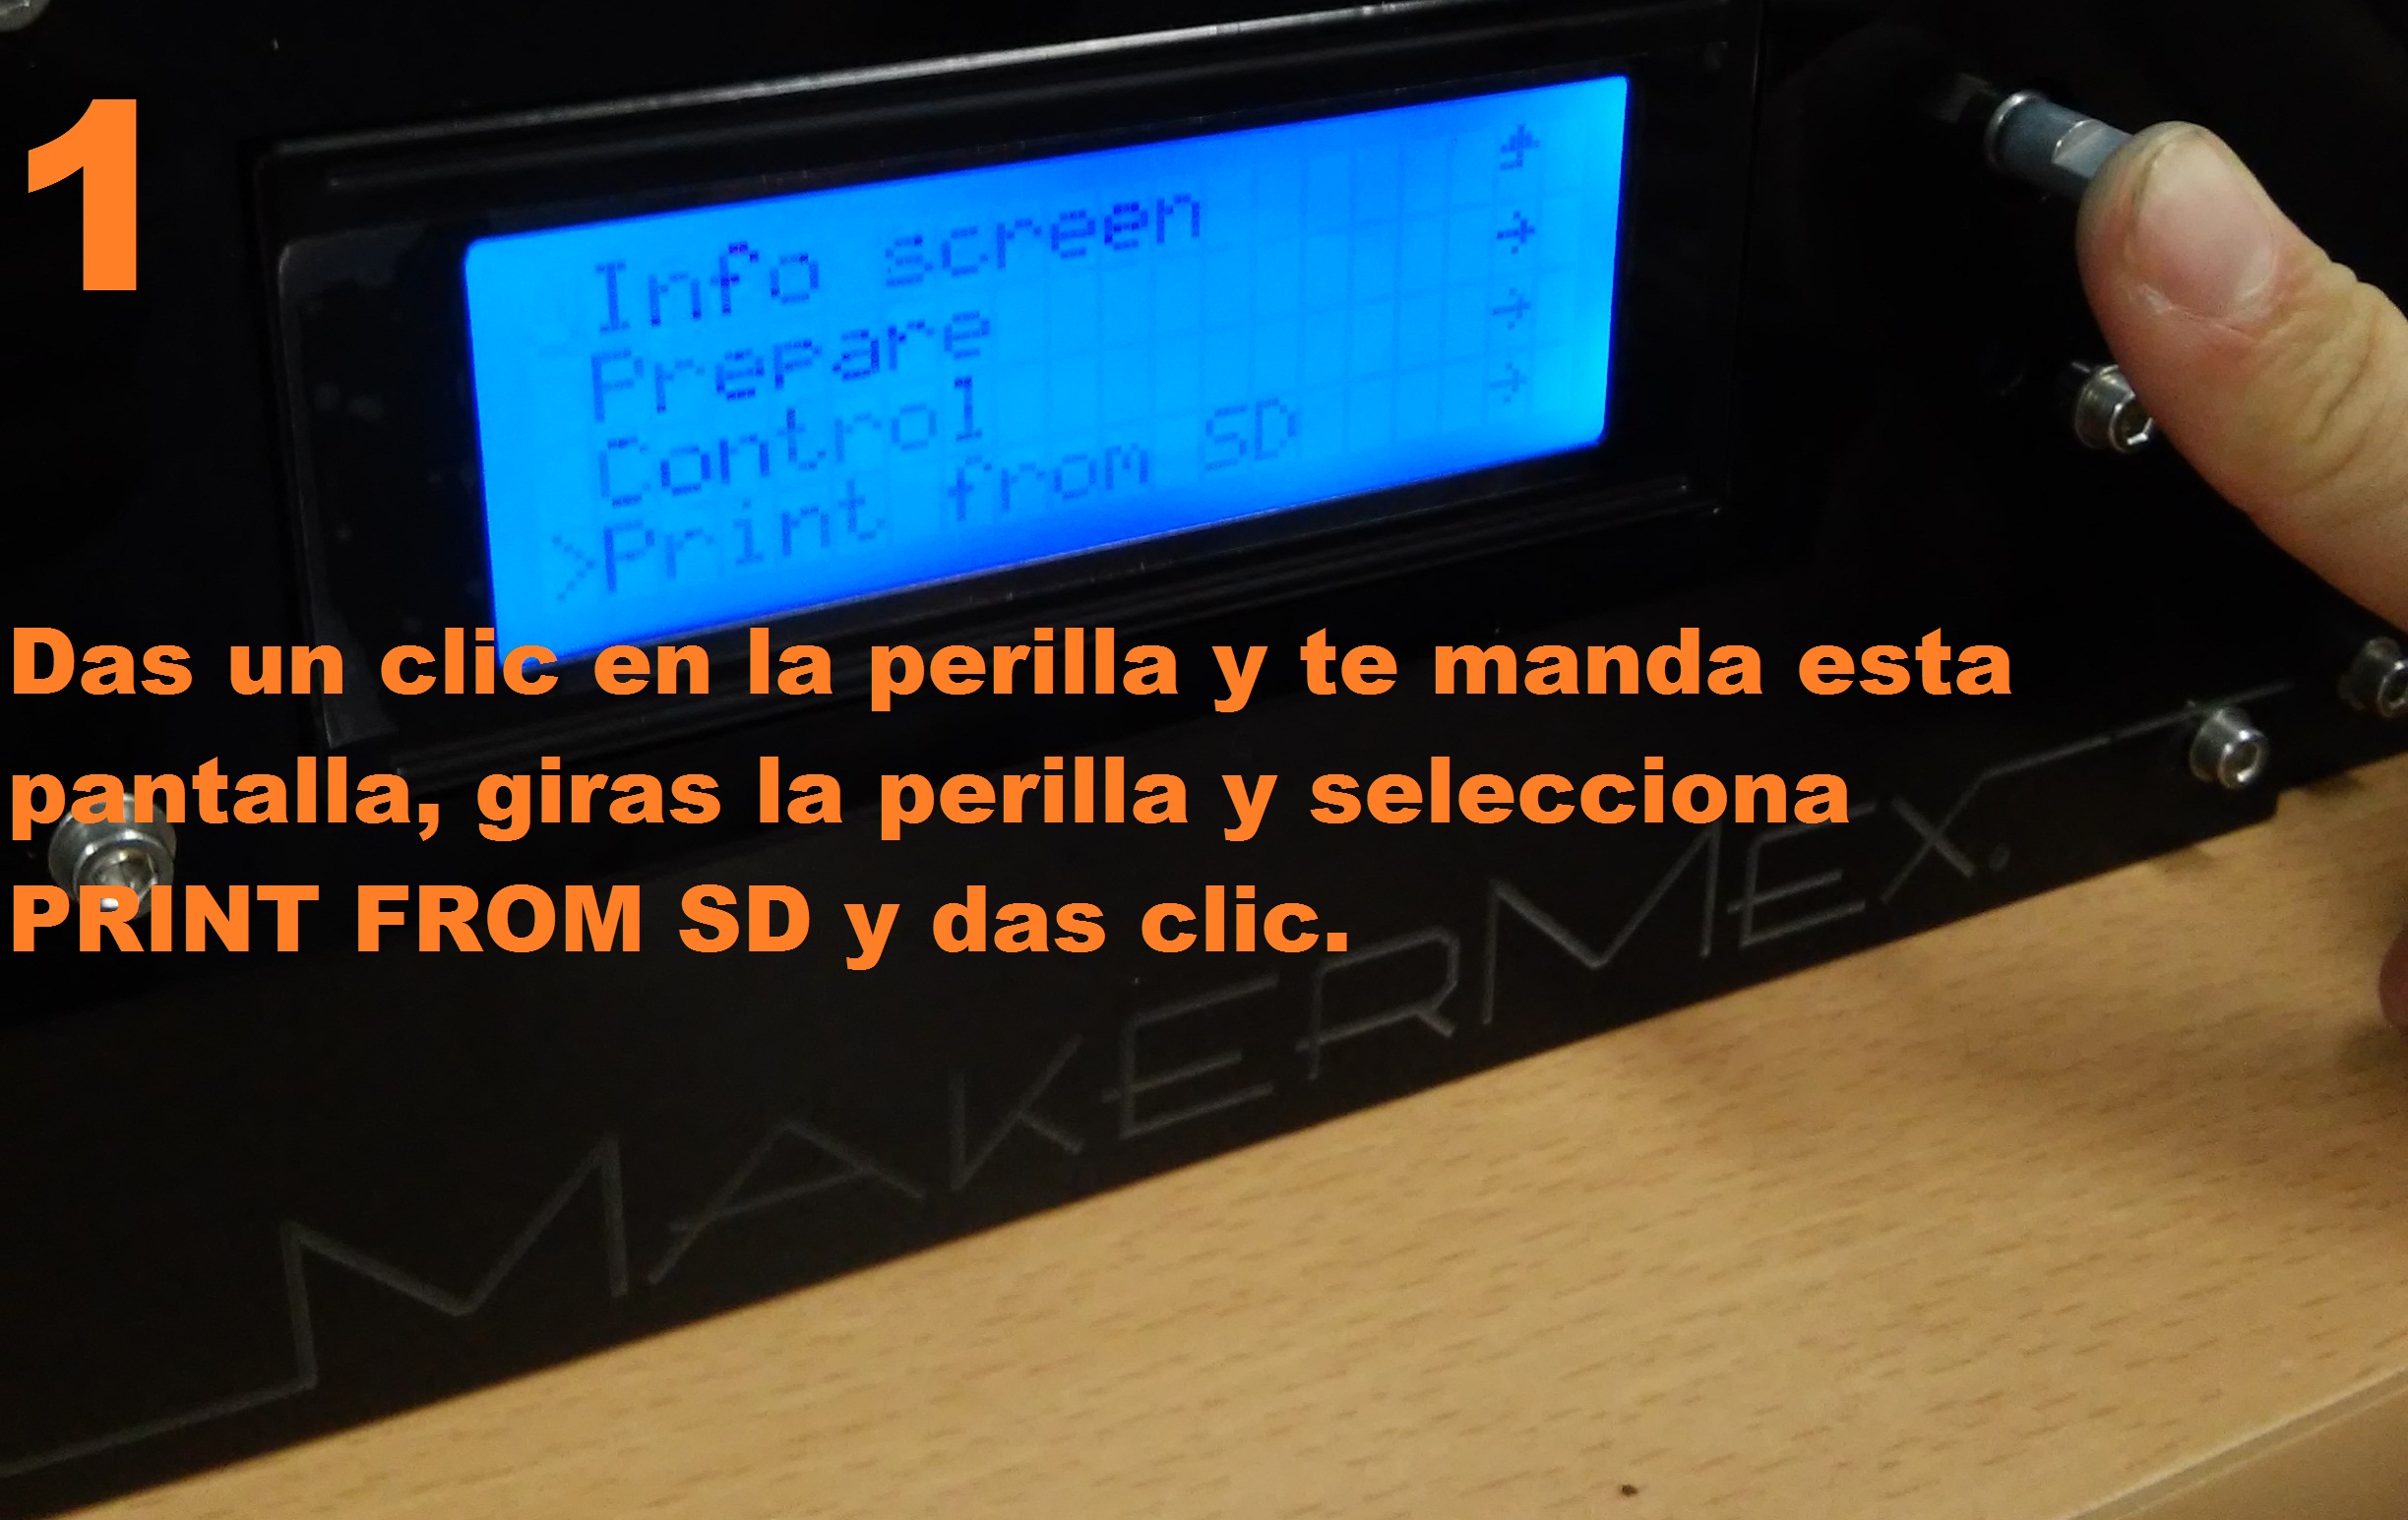 1
Info screen
Prepare
Control
>Print from SD
Das un clic en la perilla y te manda esta
pantalla, giras la perilla y selecciona
PRINT FROM SD y das clic.
MAKERMEX.